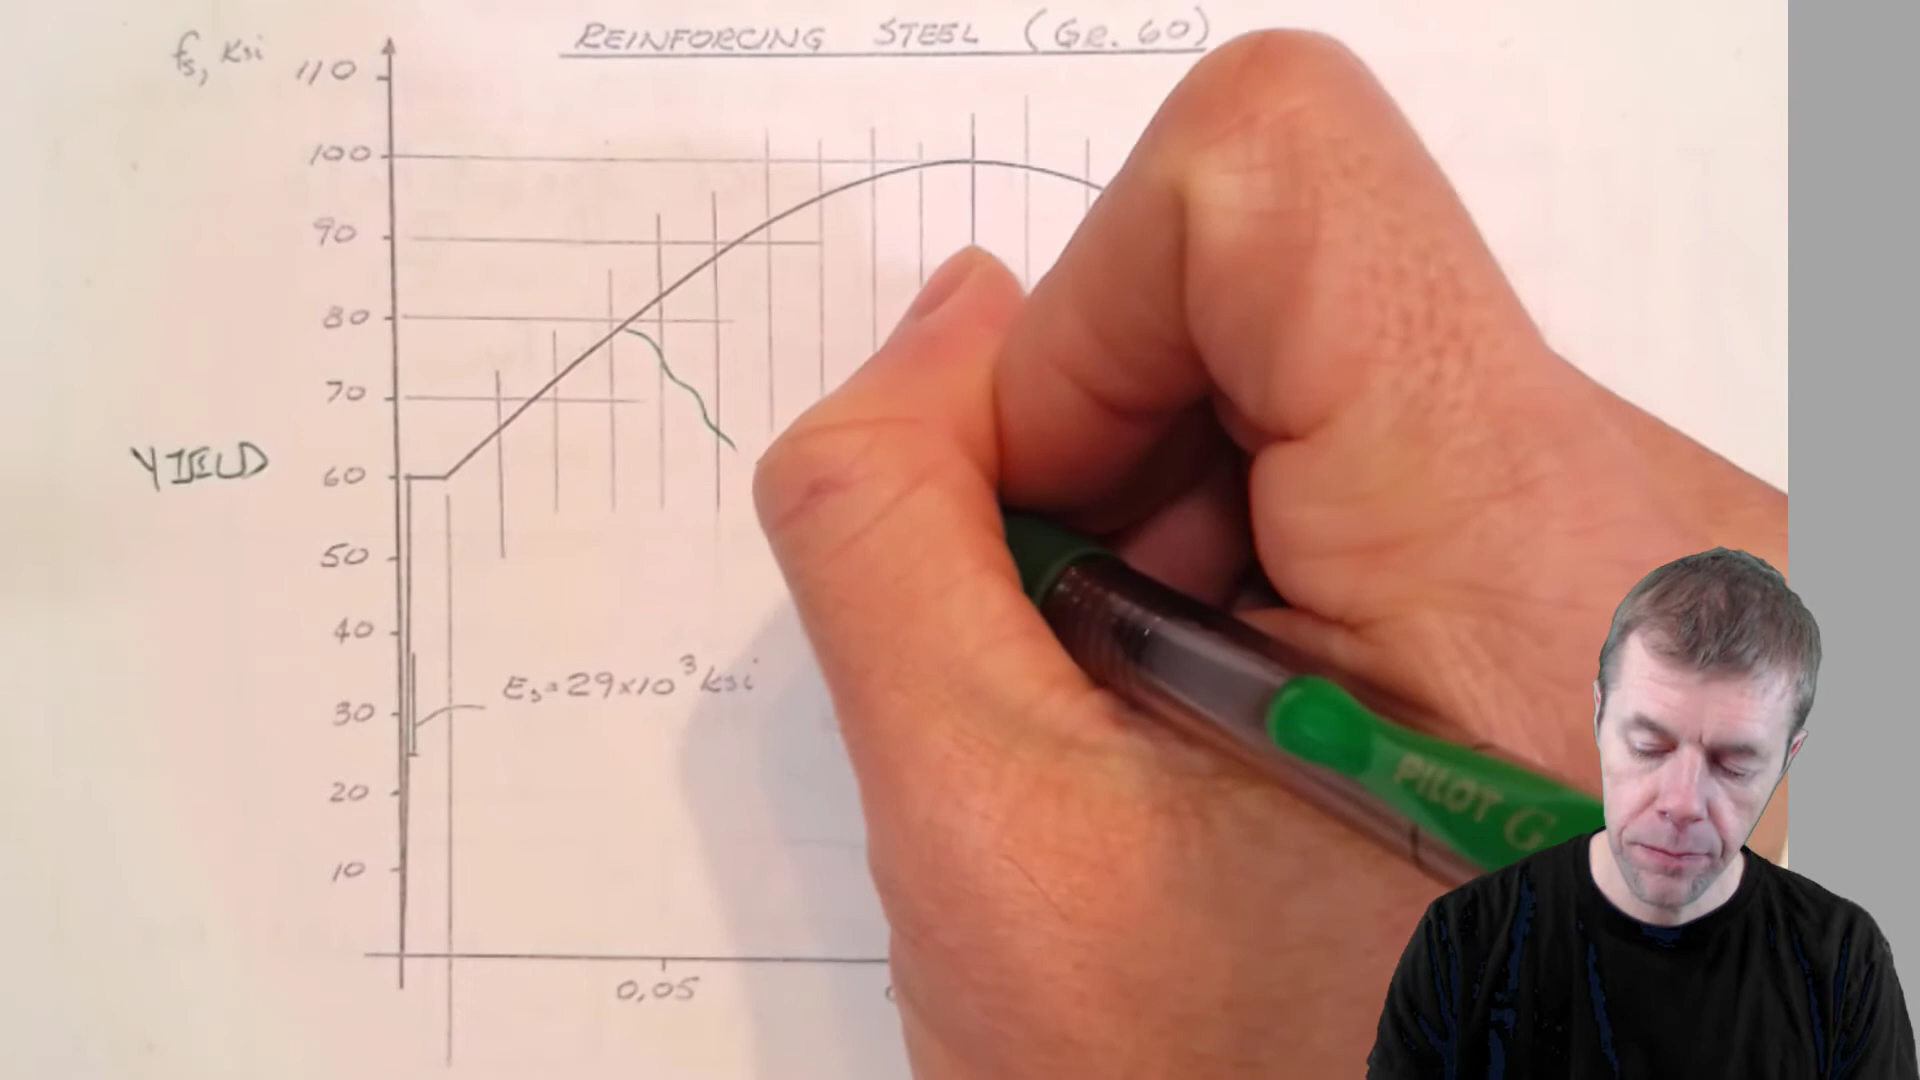 REINFORCING STEEL (Gr. 60)
fs, ksi
110
100
90
80
70
YIELD
60
50
40
Es=29x10³ ksi
30
20
10
0,05
PILOT G